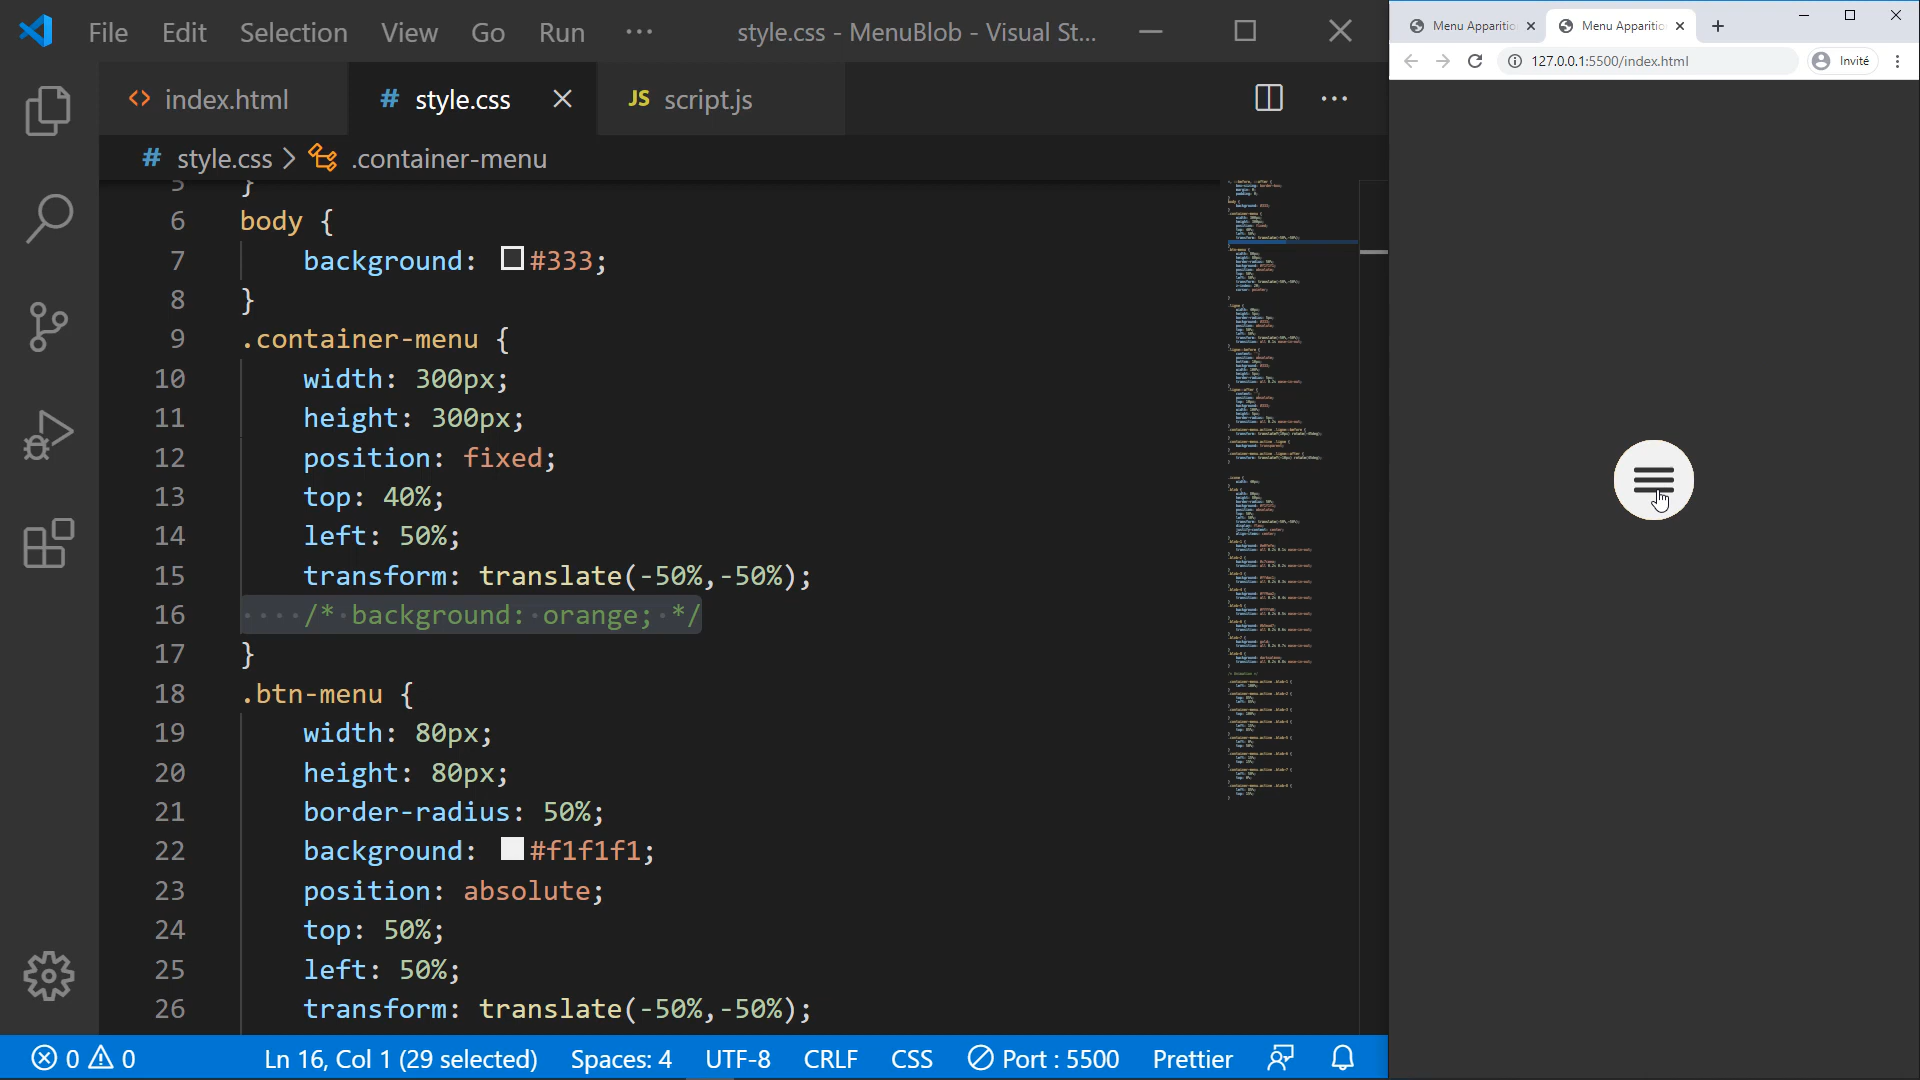 File Edit Selection View Go Run ··· style.css - MenuBlob - Visual St...
index.html
style.css
JS script.js
# style.css > .container-menu
5 }
6 body {
7 background: #333;
8 }
9 .container-menu {
10 width: 300px;
11 height: 300px;
12 position: fixed;
13 top: 40%;
14 left: 50%;
15 transform: translate(-50%,-50%);
16 /* background: orange; */
17 }
18 .btn-menu {
19 width: 80px;
20 height: 80px;
21 border-radius: 50%;
22 background: #f1f1f1;
23 position: absolute;
24 top: 50%;
25 left: 50%;
26 transform: translate(-50%,-50%);
0 0 Ln 16, Col 1 (29 selected) Spaces: 4 UTF-8 CRLF CSS Port : 5500 Prettier
Menu Apparitio
Menu Apparitio
127.0.0.1:5500/index.html
Invité